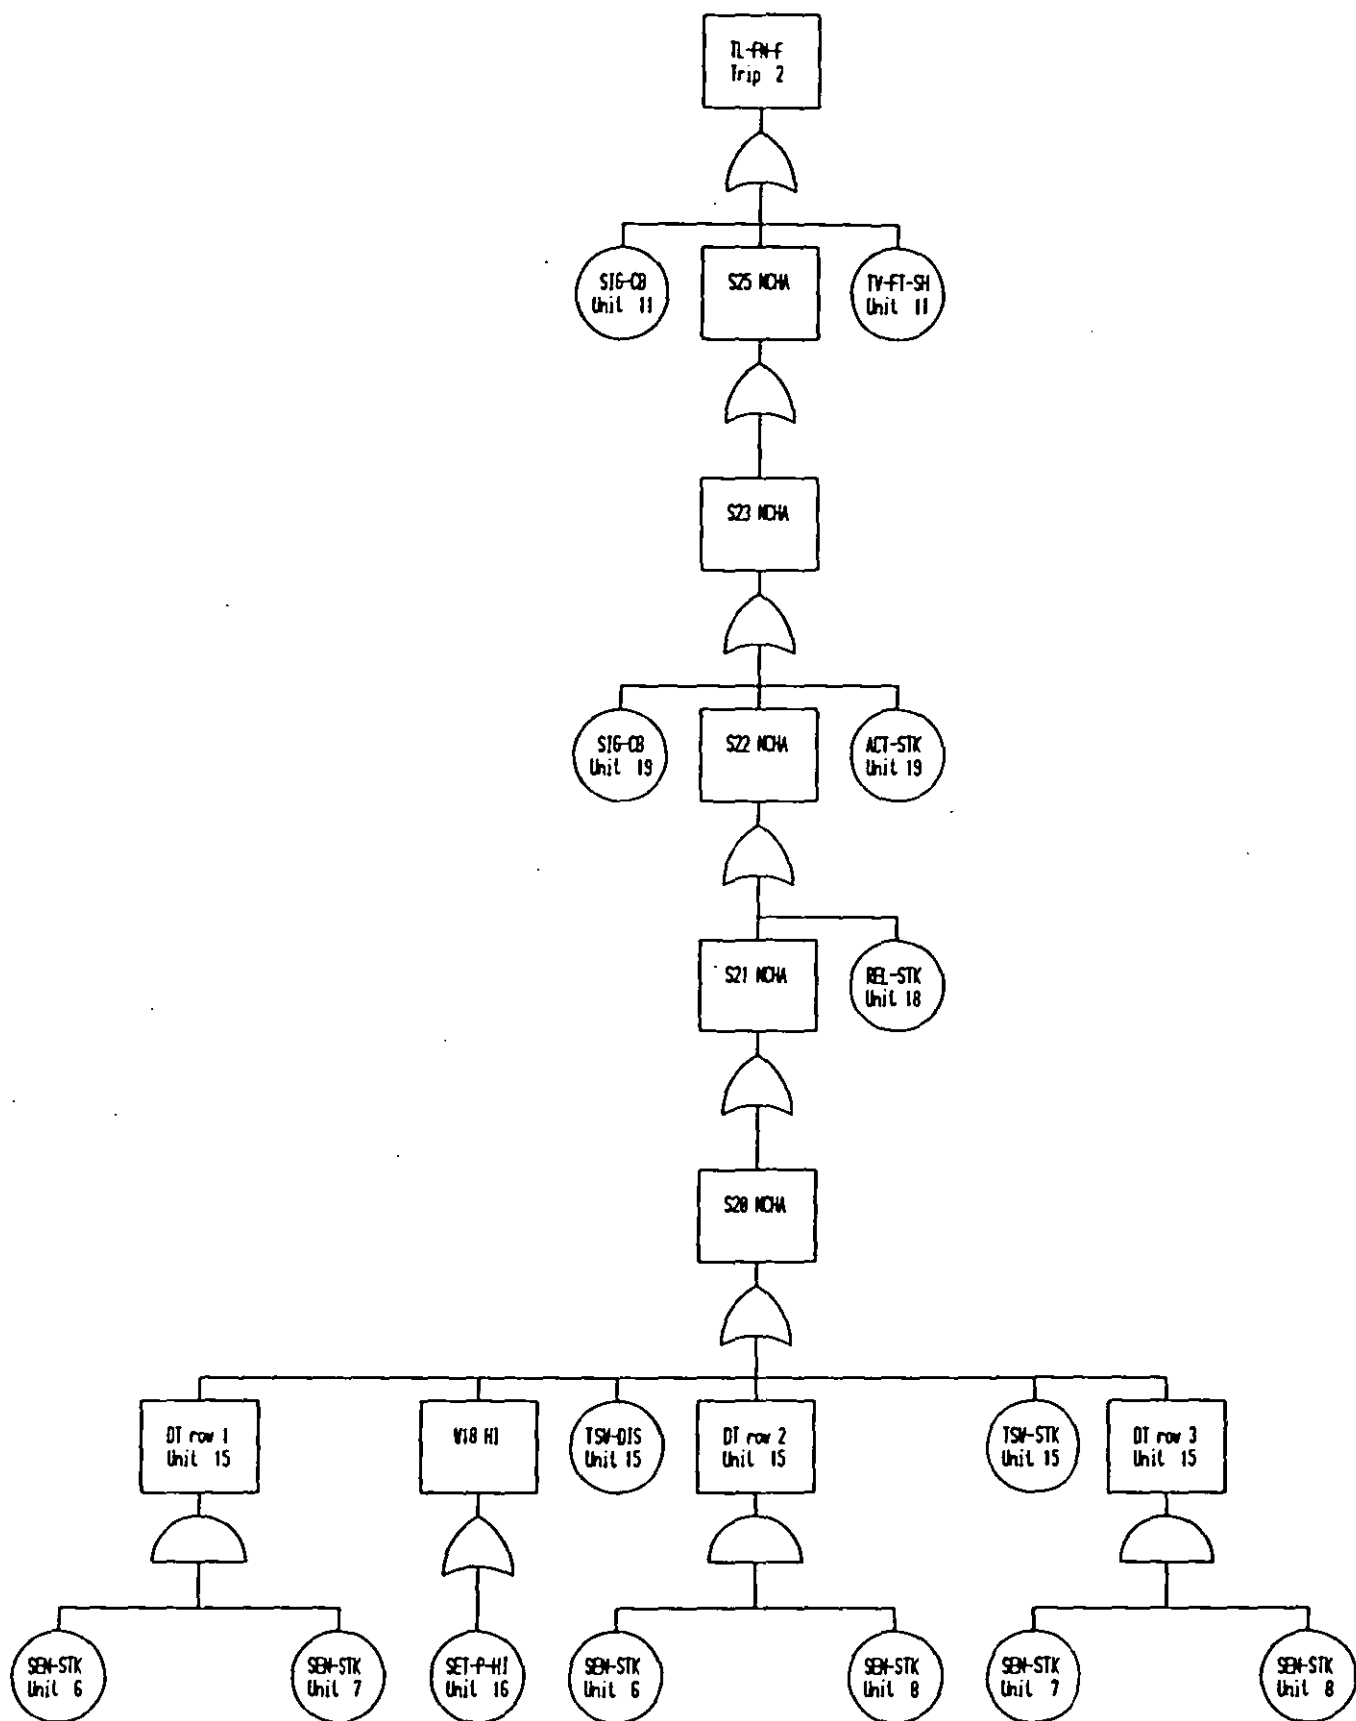 TL-FN-F
Trip 2
SIG-CB
Unit 11
S25 NCHA
TV-FT-SH
Unit 11
S23 NCHA
SIG-CB
Unit 19
S22 NCHA
ACT-STK
Unit 19
S21 NCHA
REL-STK
Unit 18
S20 NCHA
DT row 1
Unit 15
V18 HI
TSW-DIS
Unit 15
DT row 2
Unit 15
TSW-STK
Unit 15
DT row 3
Unit 15
SEN-STK
Unit 6
SEN-STK
Unit 7
SET-P-HI
Unit 16
SEN-STK
Unit 6
SEN-STK
Unit 8
SEN-STK
Unit 7
SEN-STK
Unit 8